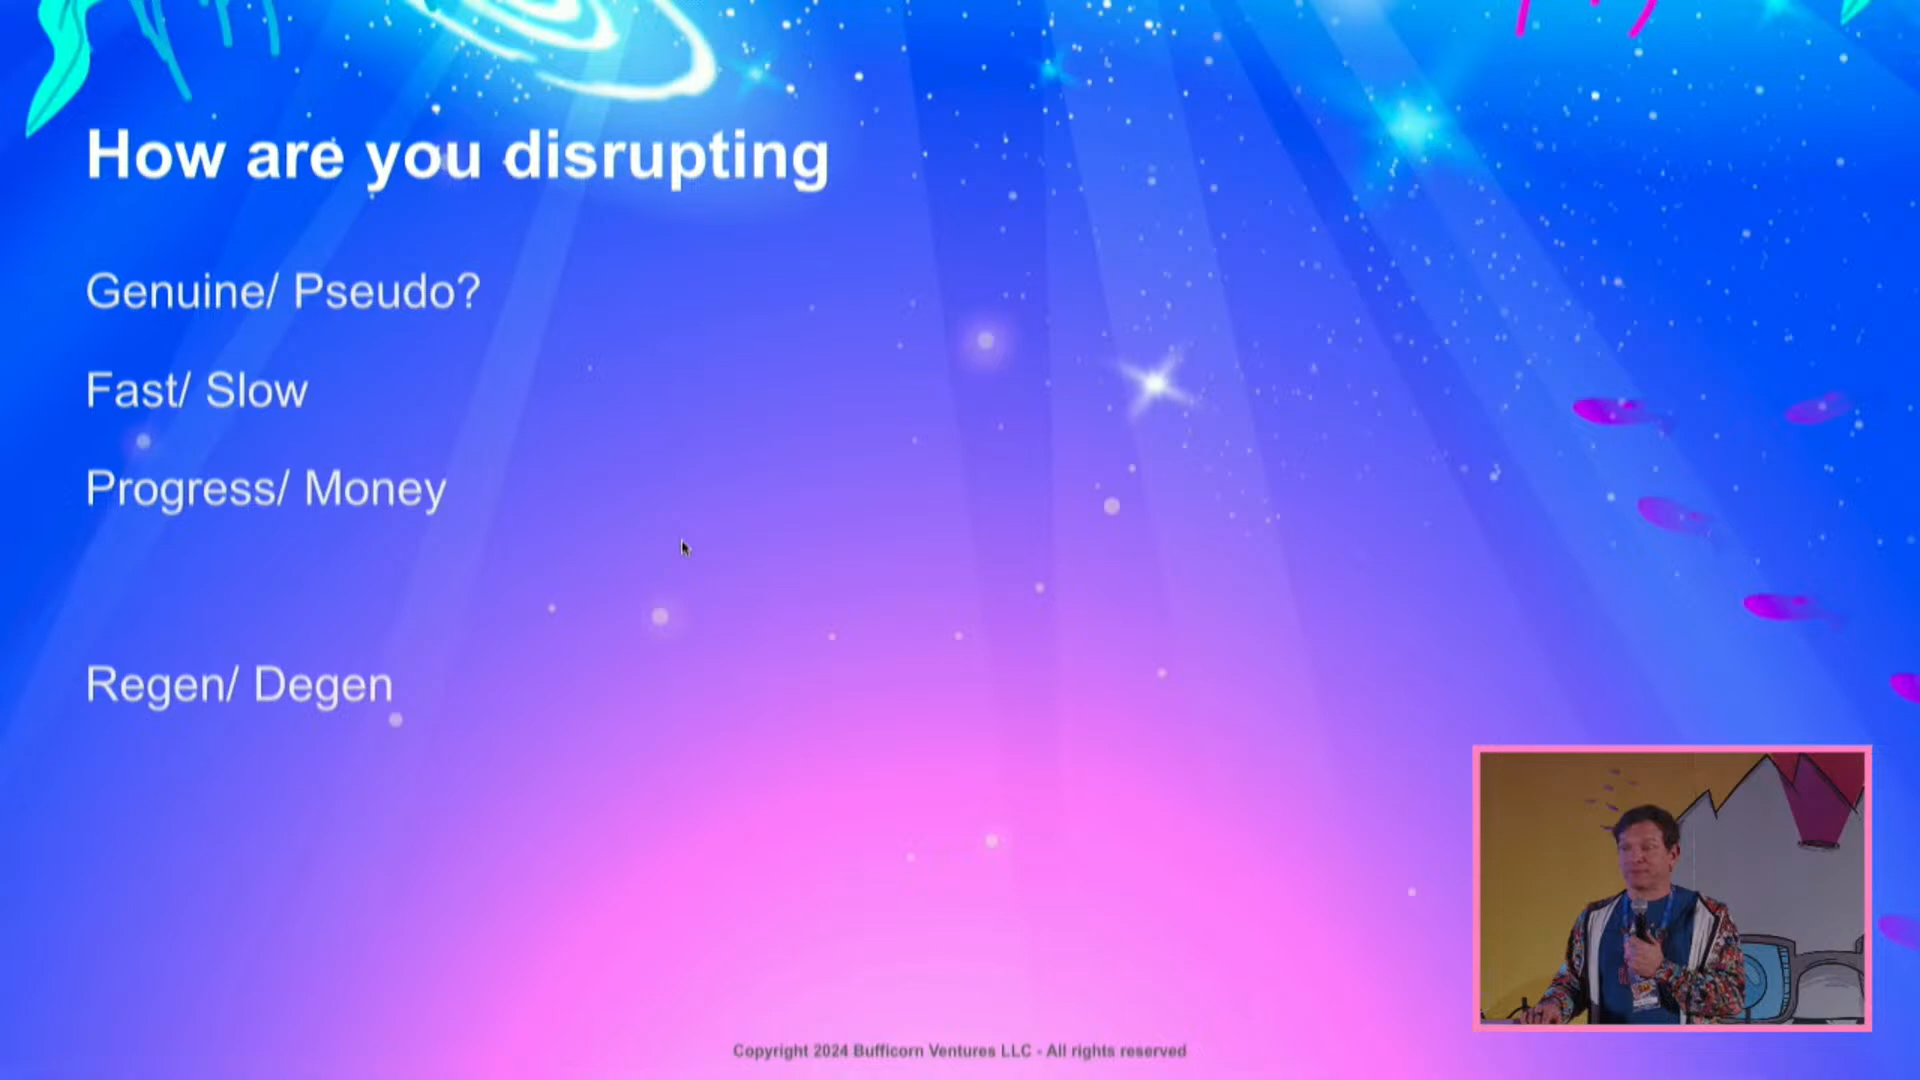 How are you disrupting
Genuine/ Pseudo?
Fast/ Slow
Progress/ Money
Regen/ Degen
Copyright 2024 Bufficorn Ventures LLC - All rights reserved